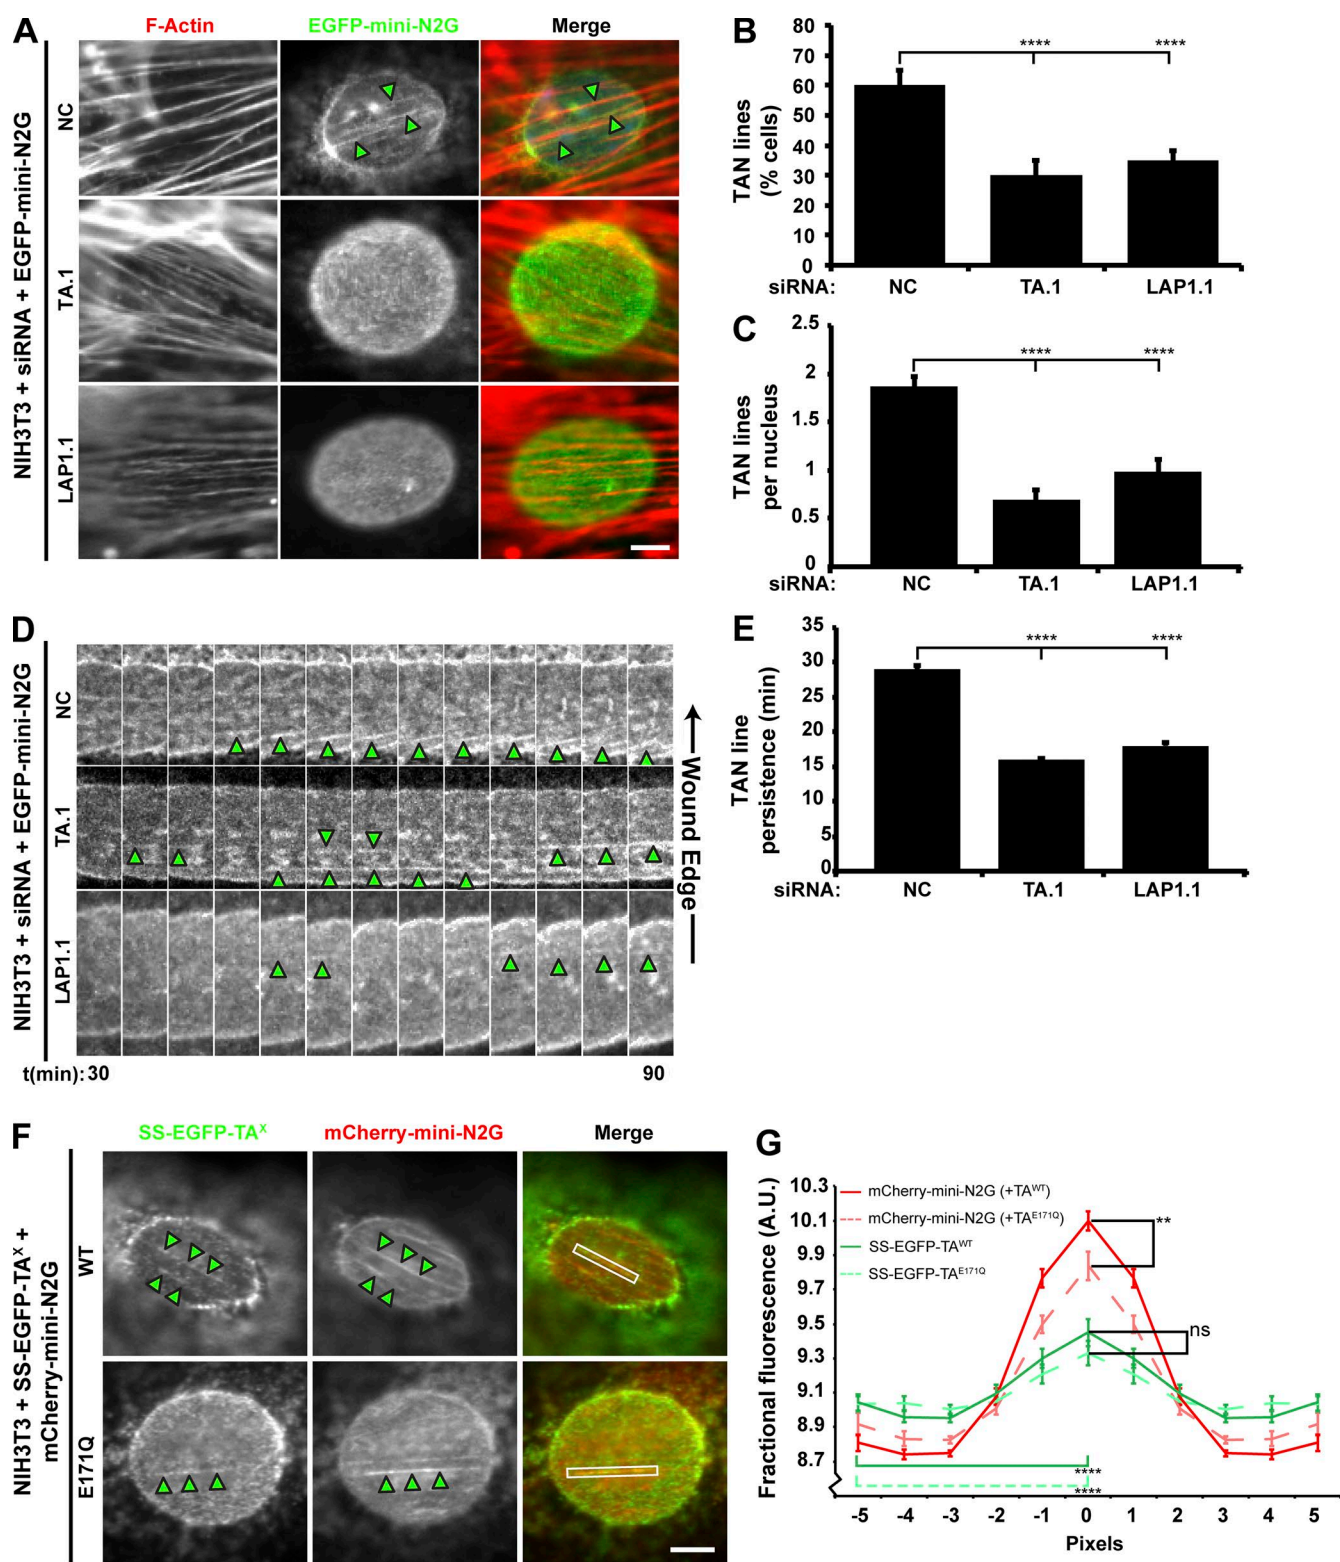 A
F-Actin
EGFP-mini-N2G
Merge
NIH3T3 + siRNA + EGFP-mini-N2G
NC
TA.1
LAP1.1
B
TAN lines
(% cells)
80
70
60
50
40
30
20
10
0
****
****
siRNA:
NC
TA.1
LAP1.1
C
TAN lines
per nucleus
2.5
2
1.5
1
0.5
0
****
****
siRNA:
NC
TA.1
LAP1.1
D
NIH3T3 + siRNA + EGFP-mini-N2G
NC
TA.1
LAP1.1
Wound Edge
t(min): 30
90
E
TAN line
persistence (min)
35
30
25
20
15
10
5
0
****
****
siRNA:
NC
TA.1
LAP1.1
F
SS-EGFP-TAˣ
mCherry-mini-N2G
Merge
NIH3T3 + SS-EGFP-TAˣ +
mCherry-mini-N2G
WT
E171Q
G
Fractional fluorescence (A.U.)
10.3
10.1
9.9
9.7
9.5
9.3
9.1
8.9
8.7
mCherry-mini-N2G (+TAᵂᵀ)
mCherry-mini-N2G (+TA^E171Q)
SS-EGFP-TAᵂᵀ
SS-EGFP-TA^E171Q
**
ns
****
****
-5 -4 -3 -2 -1 0 1 2 3 4 5
Pixels